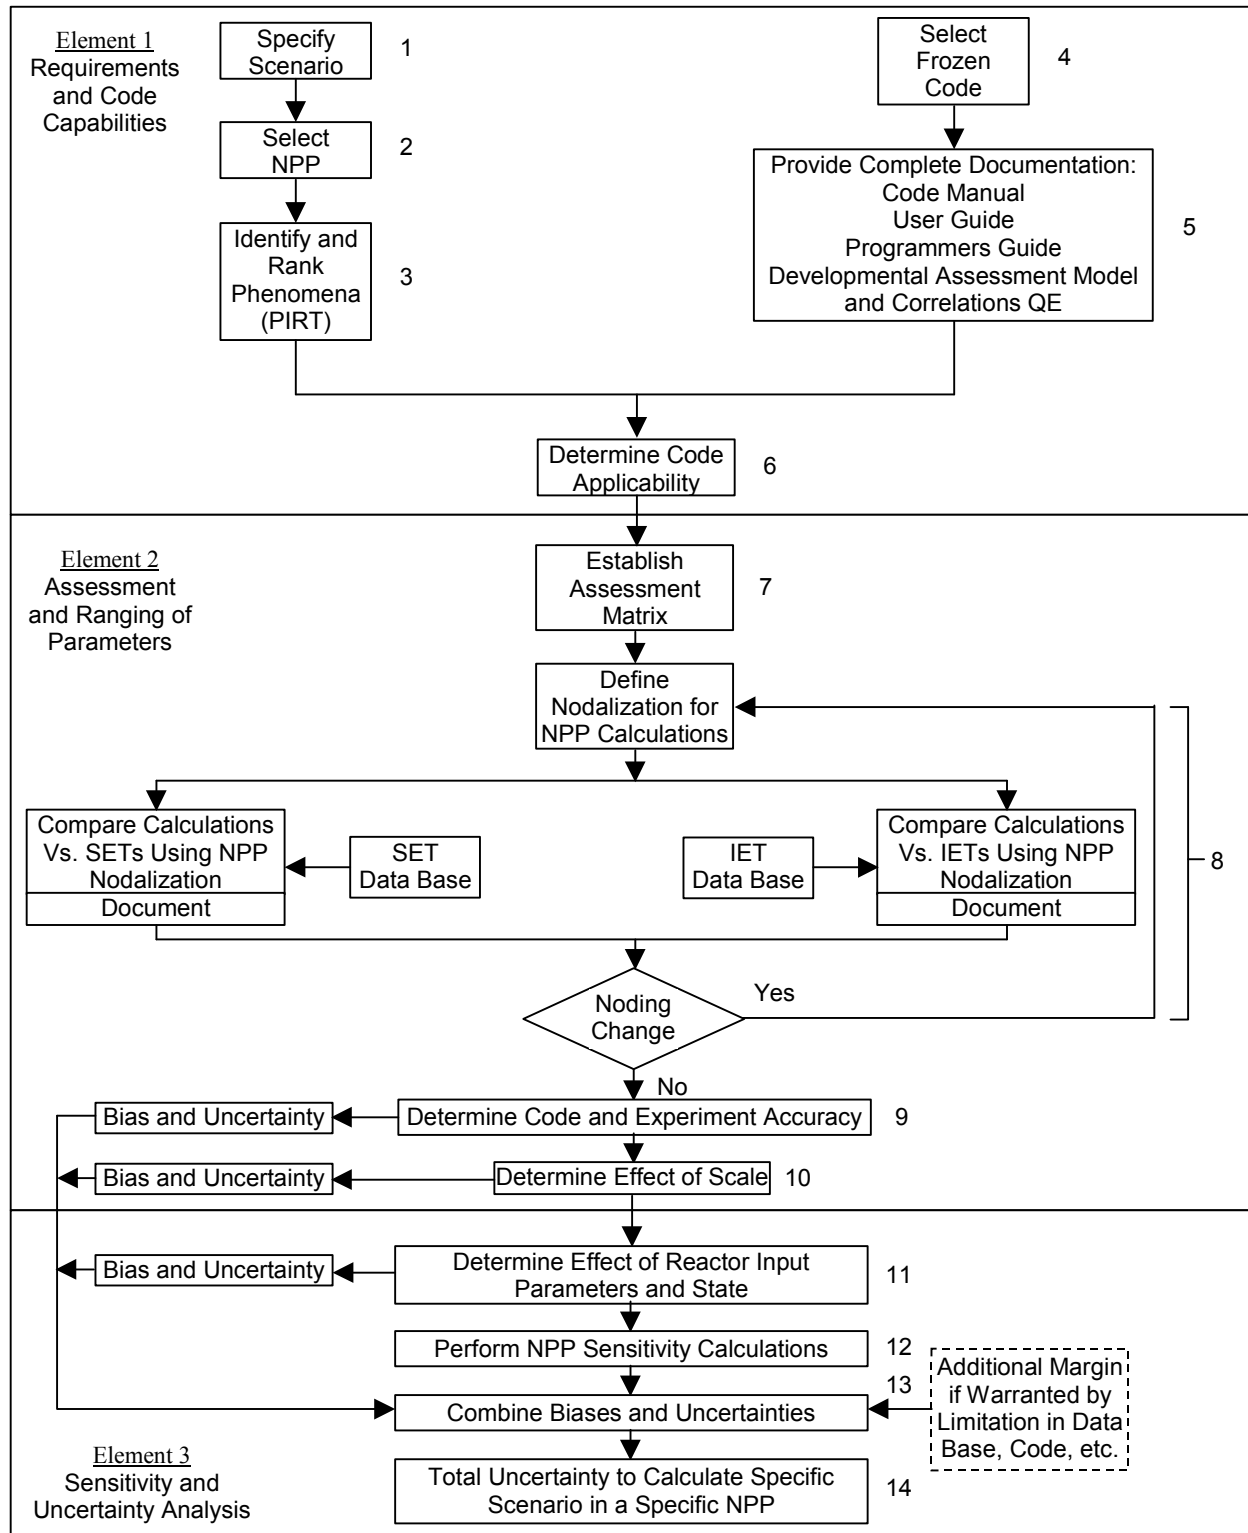 Element 1
Requirements
and Code
Capabilities
Specify
Scenario
1
Select
NPP
2
Identify and
Rank
Phenomena
(PIRT)
3
Select
Frozen
Code
4
Provide Complete Documentation:
Code Manual
User Guide
Programmers Guide
Developmental Assessment Model
and Correlations QE
5
Determine Code
Applicability
6
Element 2
Assessment
and Ranging of
Parameters
Establish
Assessment
Matrix
7
Define
Nodalization for
NPP Calculations
Compare Calculations
Vs. SETs Using NPP
Nodalization
Document
SET
Data Base
IET
Data Base
Compare Calculations
Vs. IETs Using NPP
Nodalization
Document
8
Noding
Change
Yes
No
Bias and Uncertainty
Determine Code and Experiment Accuracy
9
Bias and Uncertainty
Determine Effect of Scale
10
Bias and Uncertainty
Determine Effect of Reactor Input
Parameters and State
11
Perform NPP Sensitivity Calculations
12
13
Combine Biases and Uncertainties
Additional Margin
if Warranted by
Limitation in Data
Base, Code, etc.
Element 3
Sensitivity and
Uncertainty Analysis
Total Uncertainty to Calculate Specific
Scenario in a Specific NPP
14